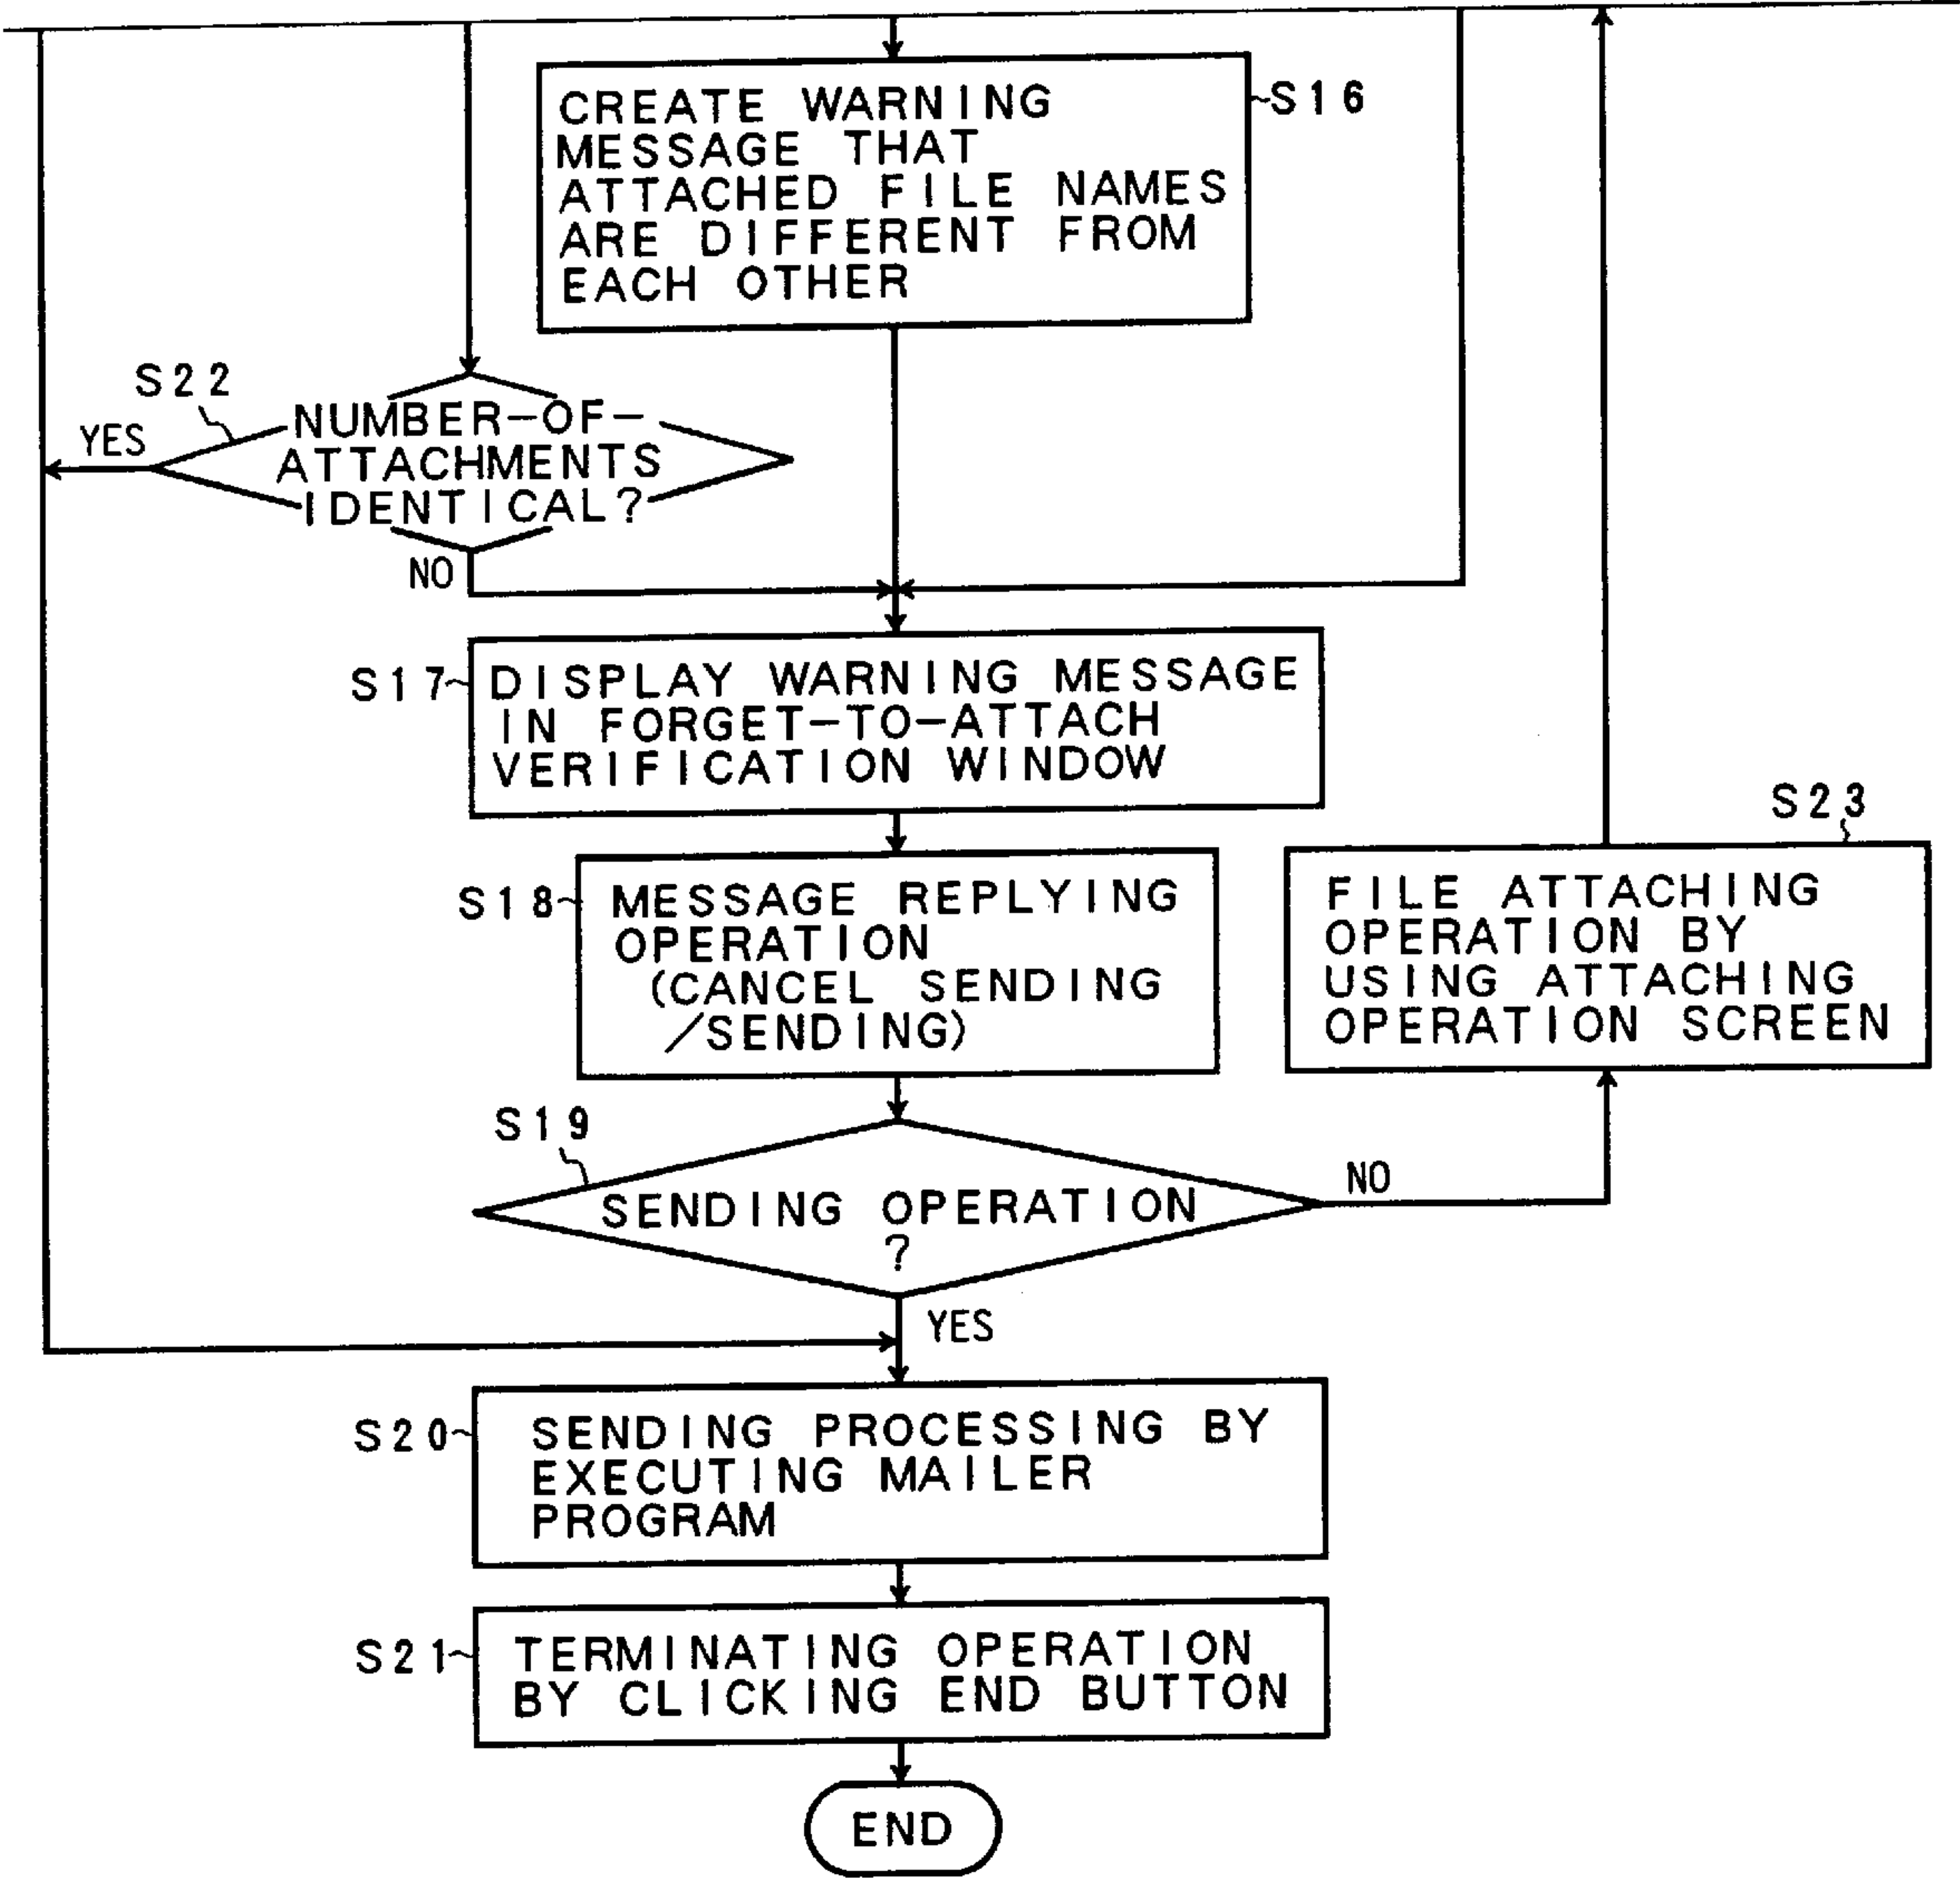 CREATE WARNING
MESSAGE THAT
ATTACHED FILE NAMES
ARE DIFFERENT FROM
EACH OTHER
S16
S22
YES
NUMBER-OF-
ATTACHMENTS
IDENTICAL?
NO
S17
DISPLAY WARNING MESSAGE
IN FORGET-TO-ATTACH
VERIFICATION WINDOW
S23
S18
MESSAGE REPLYING
OPERATION
(CANCEL SENDING
/SENDING)
FILE ATTACHING
OPERATION BY
USING ATTACHING
OPERATION SCREEN
S19
SENDING OPERATION
?
NO
YES
S20
SENDING PROCESSING BY
EXECUTING MAILER
PROGRAM
S21
TERMINATING OPERATION
BY CLICKING END BUTTON
END